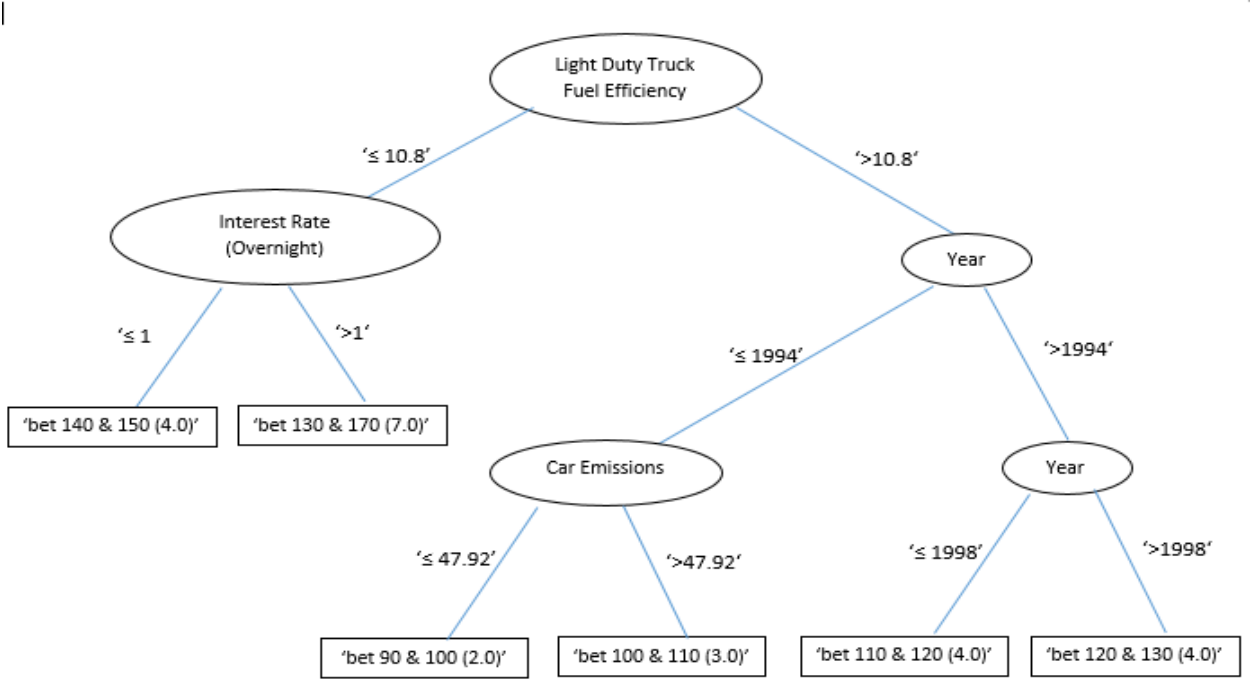 Light Duty Truck
Fuel Efficiency
‘≤ 10.8’
‘>10.8‘
Interest Rate
(Overnight)
Year
‘≤ 1
‘>1‘
‘≤ 1994’
‘>1994‘
‘bet 140 & 150 (4.0)’
‘bet 130 & 170 (7.0)’
Car Emissions
Year
‘≤ 47.92’
‘>47.92‘
‘≤ 1998’
‘>1998‘
‘bet 90 & 100 (2.0)’
‘bet 100 & 110 (3.0)’
‘bet 110 & 120 (4.0)’
‘bet 120 & 130 (4.0)’